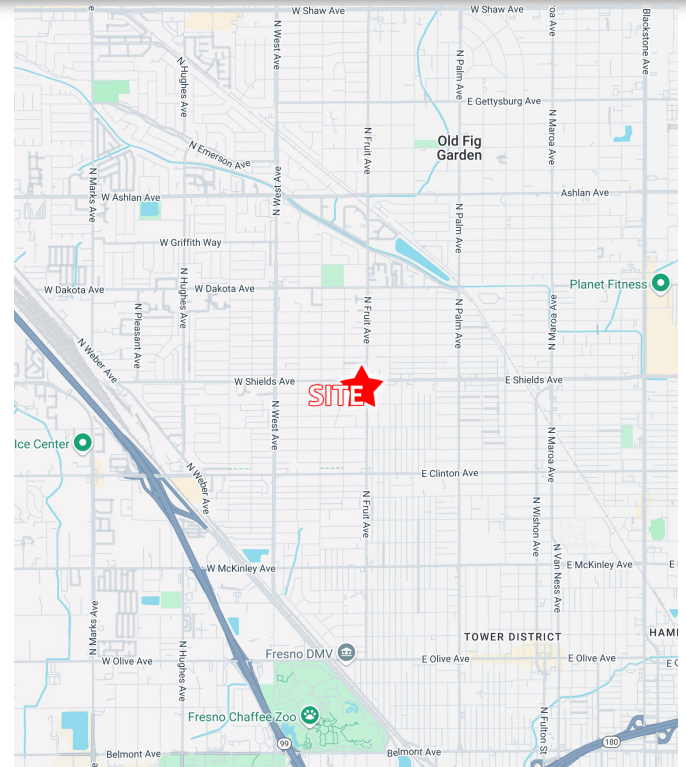 W Shaw Ave
W Shaw Ave
N West Ave
Blackstone Ave
N Palm Ave
N Hughes Ave
E Gettysburg Ave
N Maroa Ave
N Fruit Ave
Old Fig
Garden
N Emerson Ave
N Marks Ave
N West Ave
W Ashlan Ave
Ashlan Ave
N Palm Ave
W Griffith Way
N Hughes Ave
Planet Fitness
W Dakota Ave
W Dakota Ave
N Pleasant Ave
N Fruit Ave
N Palm Ave
N Maroa Ave
N Weber Ave
W Shields Ave
E Shields Ave
SITE
N West Ave
N Maroa Ave
Ice Center
N Weber Ave
E Clinton Ave
N Fruit Ave
N Wishon Ave
N Van Ness Ave
W McKinley Ave
E McKinley Ave
E
N Marks Ave
N Hughes Ave
TOWER DISTRICT
HAM
Fresno DMV
W Olive Ave
E Olive Ave
E Olive Ave
E
Fresno Chaffee Zoo
N Fulton St
99
180
Belmont Ave
Belmont Ave